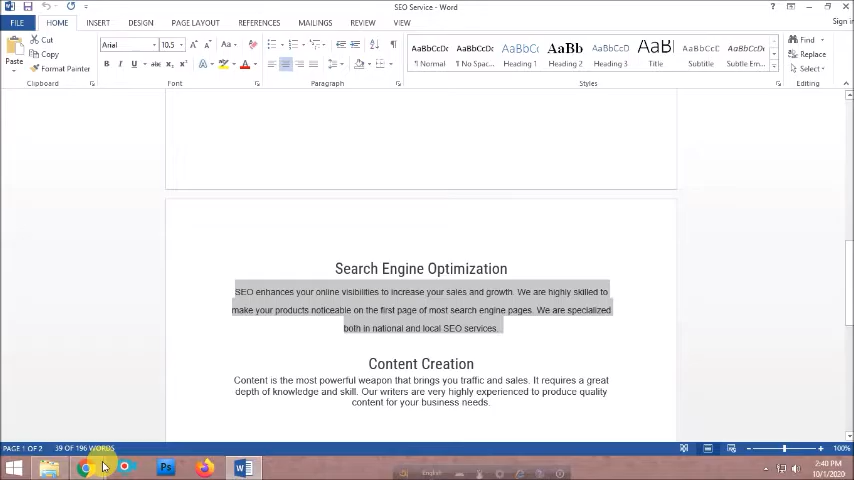 SEO Service - Word
Sign in
FILE HOME INSERT DESIGN PAGE LAYOUT REFERENCES MAILINGS REVIEW VIEW
Paste
Cut
Copy
Format Painter
Clipboard
Arial 10.5
Font
Paragraph
AaBbCcDc AaBbCcDc AaBbCc AaBb AaBbCcD AaB AaBbCcD AaBbCcDc
¶ Normal ¶ No Spac... Heading 1 Heading 2 Heading 3 Title Subtitle Subtle Em...
Styles
Find
Replace
Select
Editing
Search Engine Optimization
SEO enhances your online visibilities to increase your sales and growth. We are highly skilled to
make your products noticeable on the first page of most search engine pages. We are specialized
both in national and local SEO services.
Content Creation
Content is the most powerful weapon that brings you traffic and sales. It requires a great
depth of knowledge and skill. Our writers are very highly experienced to produce quality
content for your business needs.
PAGE 1 OF 2 39 OF 196 WORDS
100%
Ps
English
2:40 PM
10/1/2020